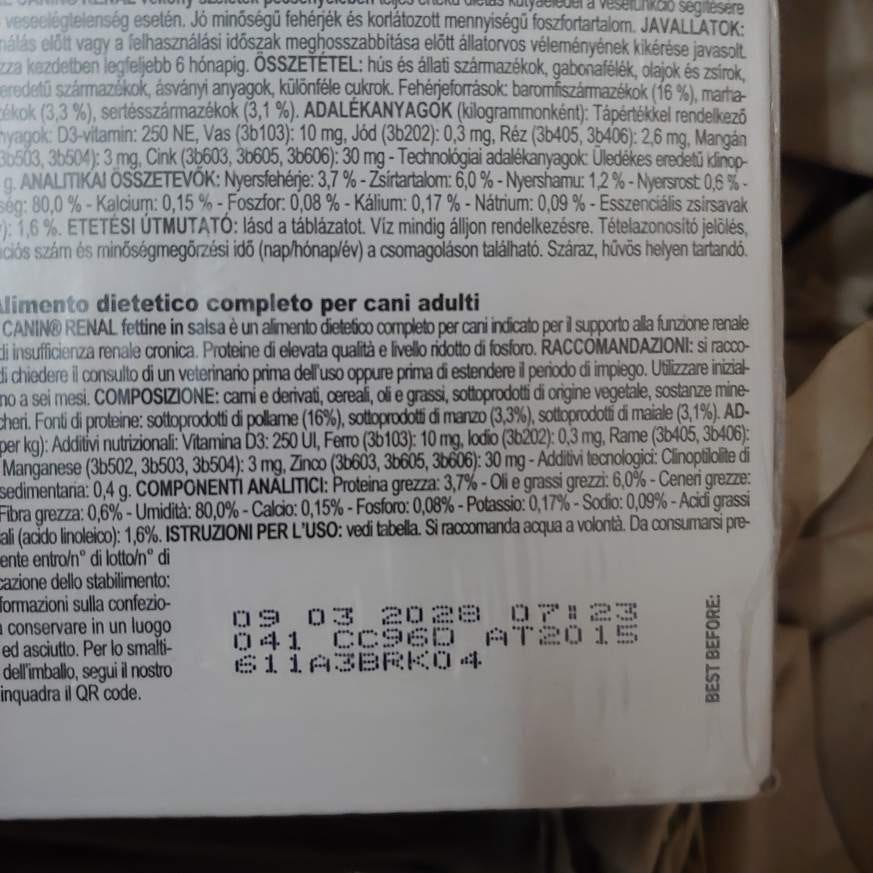 veseelégtelenség esetén. Jó minőségű fehérjék és korlátozott mennyiségű foszfortartalom. JAVALLATOK:
nálás előtt vagy a felhasználási időszak meghosszabbítása előtt állatorvos véleményének kikérése javasolt.
zza kezdetben legfeljebb 6 hónapig. ÖSSZETÉTEL: hús és állati származékok, gabonafélék, olajok és zsírok,
eredetű származékok, ásványi anyagok, különféle cukrok. Fehérjeforrások: baromfiszármazékok (16 %), marha-
ékok (3,3 %), sertésszármazékok (3,1 %). ADALÉKANYAGOK (kilogrammonként): Tápértékkel rendelkező
nyagok: D3-vitamin: 250 NE, Vas (3b103): 10 mg, Jód (3b202): 0,3 mg, Réz (3b405, 3b406): 2,6 mg, Mangán
3b503, 3b504): 3 mg, Cink (3b603, 3b605, 3b606): 30 mg - Technológiai adalékanyagok: Üledékes eredetű klinop-
g. ANALITIKAI ÖSSZETEVŐK: Nyersfehérje: 3,7 % - Zsírtartalom: 6,0 % - Nyershamu: 1,2 % - Nyersrost: 0,6 % -
ség: 80,0 % - Kalcium: 0,15 % - Foszfor: 0,08 % - Kálium: 0,17 % - Nátrium: 0,09 % - Esszenciális zsírsavak
): 1,6 %. ETETÉSI ÚTMUTATÓ: lásd a táblázatot. Víz mindig álljon rendelkezésre. Tételazonosító jelölés,
ciós szám és minőségmegőrzési idő (nap/hónap/év) a csomagoláson található. Száraz, hűvös helyen tartandó.
Alimento dietetico completo per cani adulti
CANIN® RENAL fettine in salsa è un alimento dietetico completo per cani indicato per il supporto alla funzione renale
di insufficienza renale cronica. Proteine di elevata qualità e livello ridotto di fosforo. RACCOMANDAZIONI: si racco-
di chiedere il consulto di un veterinario prima dell'uso oppure prima di estendere il periodo di impiego. Utilizzare inizial-
no a sei mesi. COMPOSIZIONE: carni e derivati, cereali, oli e grassi, sottoprodotti di origine vegetale, sostanze mine-
cheri. Fonti di proteine: sottoprodotti di pollame (16%), sottoprodotti di manzo (3,3%), sottoprodotti di maiale (3,1%). AD-
per kg): Additivi nutrizionali: Vitamina D3: 250 UI, Ferro (3b103): 10 mg, Iodio (3b202): 0,3 mg, Rame (3b405, 3b406):
Manganese (3b502, 3b503, 3b504): 3 mg, Zinco (3b603, 3b605, 3b606): 30 mg - Additivi tecnologici: Clinoptilolite di
sedimentaria: 0,4 g. COMPONENTI ANALITICI: Proteina grezza: 3,7% - Oli e grassi grezzi: 6,0% - Ceneri grezze:
Fibra grezza: 0,6% - Umidità: 80,0% - Calcio: 0,15% - Fosforo: 0,08% - Potassio: 0,17% - Sodio: 0,09% - Acidi grassi
ali (acido linoleico): 1,6%. ISTRUZIONI PER L'USO: vedi tabella. Si raccomanda acqua a volontà. Da consumarsi pre-
ente entro/n° di lotto/n° di
cazione dello stabilimento:
formazioni sulla confezio-
conservare in un luogo
ed asciutto. Per lo smalti-
dell'imballo, segui il nostro
inquadra il QR code.
09 03 2028 07:23
041 CC96D AT2015
611A3BRK04
BEST BEFORE: